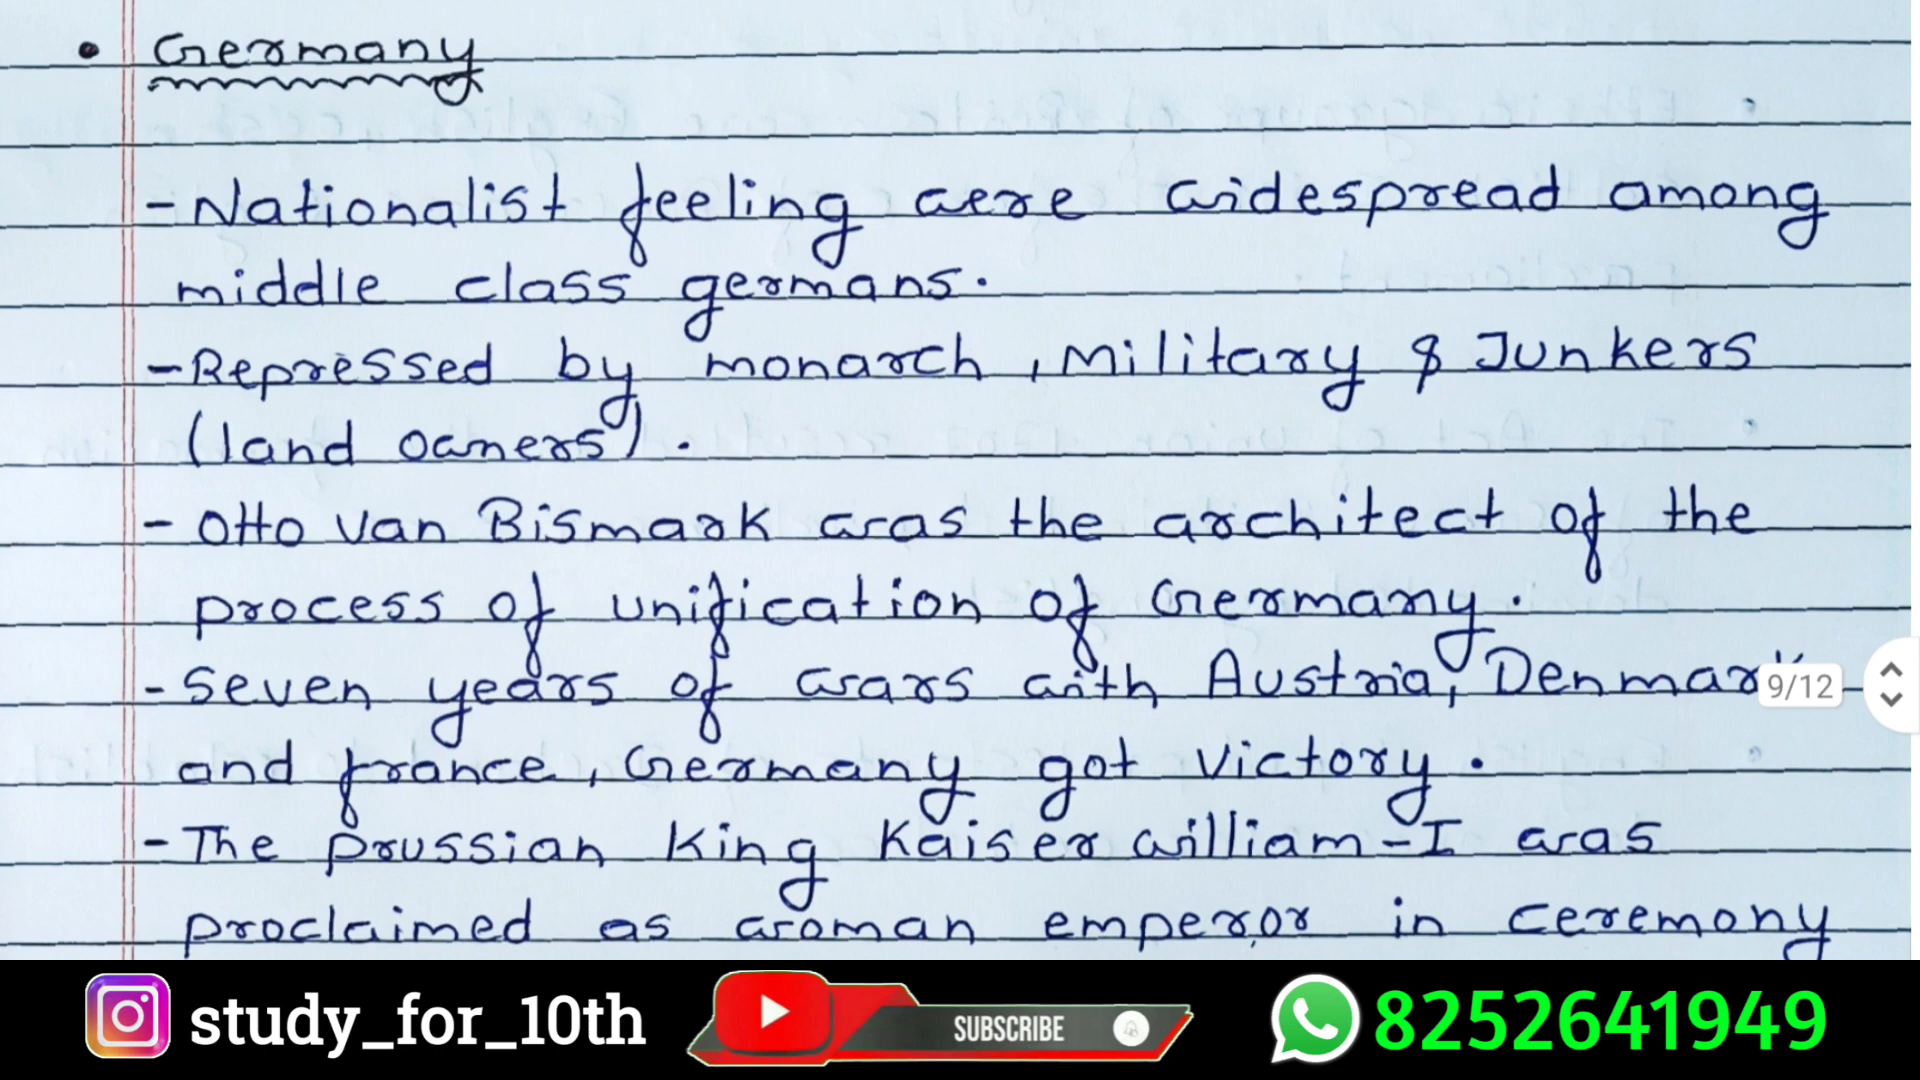 • Germany
- Nationalist feeling were widespread among
middle class germans.
- Repressed by monarch, Military & Junkers
(land owners).
- Otto Van Bismark was the architect of the
process of unification of Germany.
- Seven years of wars with Austria, Denmark
9/12
and france, Germany got victory.
- The prussian King Kaiser william-I was
proclaimed as woman emperor in ceremony
study_for_10th SUBSCRIBE 8252641949